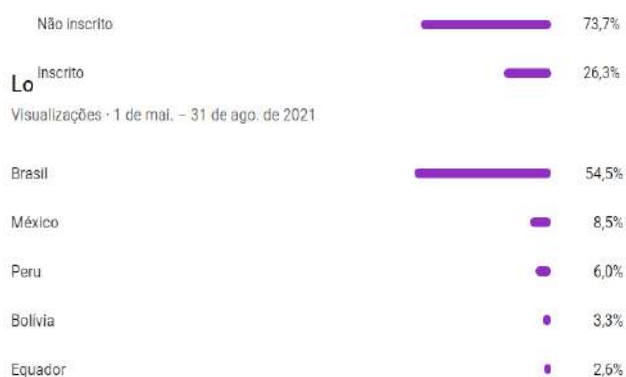 Não inscrito 73,7%
Inscrito 26,3%
Lo
Visualizações · 1 de mai. – 31 de ago. de 2021
Brasil 54,5%
México 8,5%
Peru 6,0%
Bolívia 3,3%
Equador 2,6%